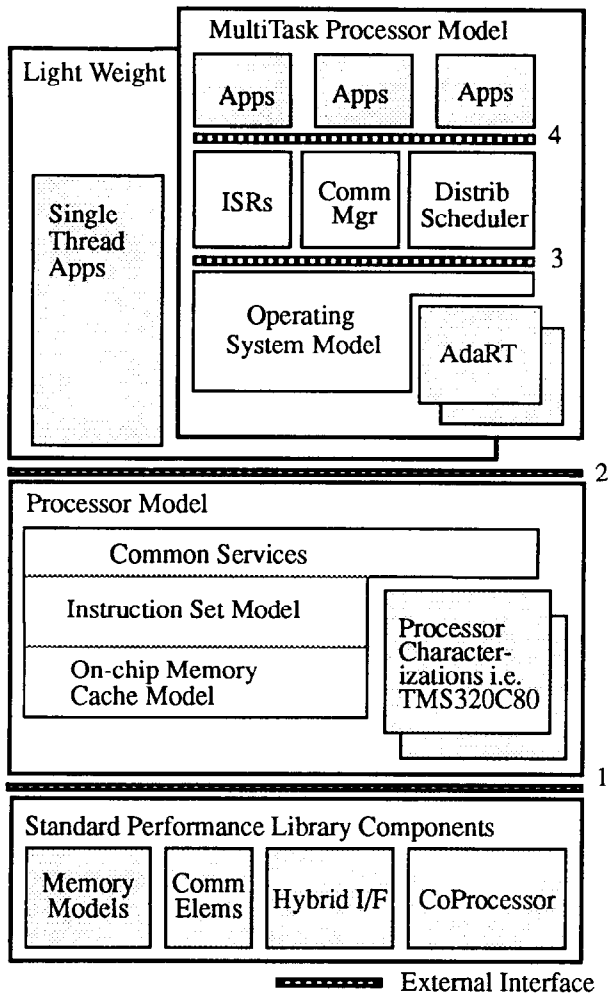 MultiTask Processor Model
Light Weight
Apps
Apps
Apps
4
ISRs
Comm
Mgr
Distrib
Scheduler
3
Single
Thread
Apps
Operating
System Model
AdaRT
2
Processor Model
Common Services
Instruction Set Model
On-chip Memory
Cache Model
Processor
Character-
izations i.e.
TMS320C80
1
Standard Performance Library Components
Memory
Models
Comm
Elems
Hybrid I/F
CoProcessor
External Interface